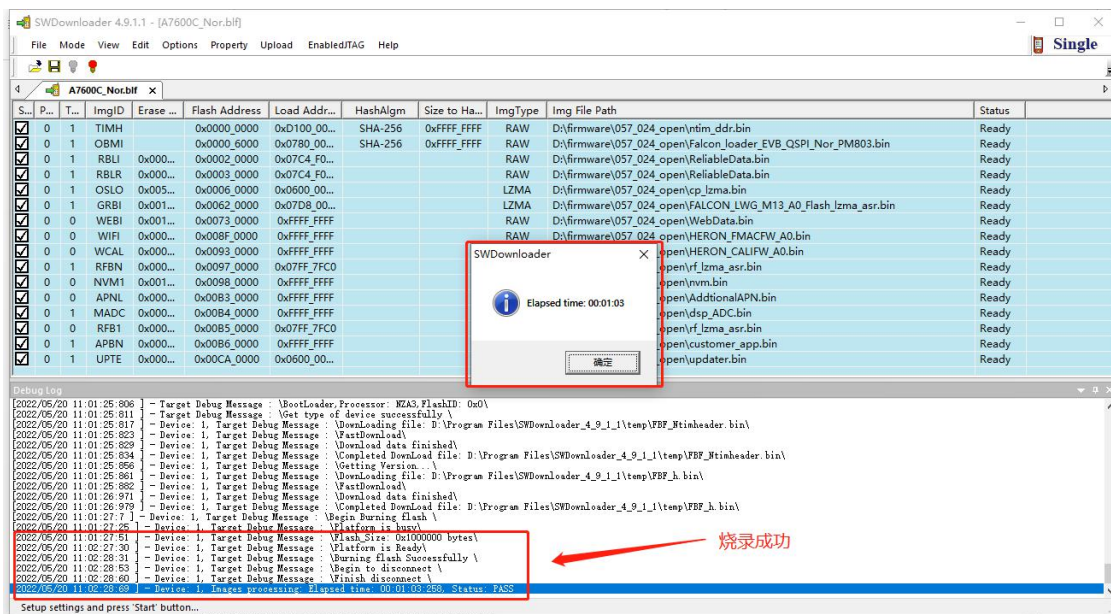 SWDownloader 4.9.1.1 - [A7600C_Nor.blf]
File Mode View Edit Options Property Upload EnabledJTAG Help
Single
A7600C_Nor.blf
S... P... T... ImgID Erase ... Flash Address Load Addr... HashAlgm Size to Ha... ImgType Img File Path Status
0 1 TIMH 0x0000_0000 0xD100_00... SHA-256 0xFFFF_FFFF RAW D:\firmware\057_024_open\ntim_ddr.bin Ready
0 1 OBMI 0x0000_6000 0x0780_00... SHA-256 0xFFFF_FFFF RAW D:\firmware\057_024_open\Falcon_loader_EVB_QSPI_Nor_PM803.bin Ready
0 1 RBLI 0x000... 0x0002_0000 0x07C4_F0... RAW D:\firmware\057_024_open\ReliableData.bin Ready
0 1 RBLR 0x000... 0x0003_0000 0x07C4_F0... RAW D:\firmware\057_024_open\ReliableData.bin Ready
0 1 OSLO 0x005... 0x0006_0000 0x0600_00... LZMA D:\firmware\057_024_open\cp_lzma.bin Ready
0 1 GRBI 0x001... 0x0062_0000 0x07D8_00... LZMA D:\firmware\057_024_open\FALCON_LWG_M13_A0_Flash_lzma_asr.bin Ready
0 0 WEBI 0x001... 0x0073_0000 0xFFFF_FFFF RAW D:\firmware\057_024_open\WebData.bin Ready
0 0 WIFI 0x000... 0x008F_0000 0xFFFF_FFFF RAW D:\firmware\057_024_open\HERON_FMACFW_A0.bin Ready
0 0 WCAL 0x000... 0x0093_0000 0xFFFF_FFFF open\HERON_CALIFW_A0.bin Ready
0 1 RFBN 0x000... 0x0097_0000 0x07FF_7FC0 open\rf_lzma_asr.bin Ready
0 0 NVM1 0x001... 0x0098_0000 0xFFFF_FFFF open\nvm.bin Ready
0 0 APNL 0x000... 0x00B3_0000 0xFFFF_FFFF open\AddtionalAPN.bin Ready
0 1 MADC 0x000... 0x00B4_0000 0xFFFF_FFFF open\dsp_ADC.bin Ready
0 0 RFB1 0x000... 0x00B5_0000 0x07FF_7FC0 open\rf_lzma_asr.bin Ready
0 1 APBN 0x000... 0x00B6_0000 0xFFFF_FFFF open\customer_app.bin Ready
0 1 UPTE 0x000... 0x00CA_0000 0x0600_00... open\updater.bin Ready
SWDownloader
Elapsed time: 00:01:03
确定
Debug Log
[2022/05/20 11:01:25:806 ] - Target Debug Message : \BootLoader,Processor: NZA3,FlashID: 0x0\
[2022/05/20 11:01:25:811 ] - Target Debug Message : \Get type of device successfully \
[2022/05/20 11:01:25:817 ] - Device: 1, Target Debug Message : \DownLoading file: D:\Program Files\SWDownloader_4_9_1_1\temp\FBF_Ntimheader.bin\
[2022/05/20 11:01:25:823 ] - Device: 1, Target Debug Message : \FastDownload\
[2022/05/20 11:01:25:829 ] - Device: 1, Target Debug Message : \Download data finished\
[2022/05/20 11:01:25:834 ] - Device: 1, Target Debug Message : \Completed DownLoad file: D:\Program Files\SWDownloader_4_9_1_1\temp\FBF_Ntimheader.bin\
[2022/05/20 11:01:25:856 ] - Device: 1, Target Debug Message : \Getting Version...\
[2022/05/20 11:01:25:861 ] - Device: 1, Target Debug Message : \DownLoading file: D:\Program Files\SWDownloader_4_9_1_1\temp\FBF_h.bin\
[2022/05/20 11:01:25:882 ] - Device: 1, Target Debug Message : \FastDownload\
[2022/05/20 11:01:26:971 ] - Device: 1, Target Debug Message : \Download data finished\
[2022/05/20 11:01:26:979 ] - Device: 1, Target Debug Message : \Completed DownLoad file: D:\Program Files\SWDownloader_4_9_1_1\temp\FBF_h.bin\
[2022/05/20 11:01:27:7 ] - Device: 1, Target Debug Message : \Begin Burning flash \
[2022/05/20 11:01:27:25 ] - Device: 1, Target Debug Message : \Platform is busy\
[2022/05/20 11:01:27:51 ] - Device: 1, Target Debug Message : \Flash_Size: 0x1000000 bytes\
[2022/05/20 11:02:27:30 ] - Device: 1, Target Debug Message : \Platform is Ready\
[2022/05/20 11:02:28:31 ] - Device: 1, Target Debug Message : \Burning flash Successfully \
[2022/05/20 11:02:28:53 ] - Device: 1, Target Debug Message : \Begin to disconnect \
[2022/05/20 11:02:28:60 ] - Device: 1, Target Debug Message : \Finish disconnect \
[2022/05/20 11:02:28:69 ] - Device: 1, Images processing: Elapsed time: 00:01:03:258, Status: PASS
烧录成功
Setup settings and press 'Start' button...